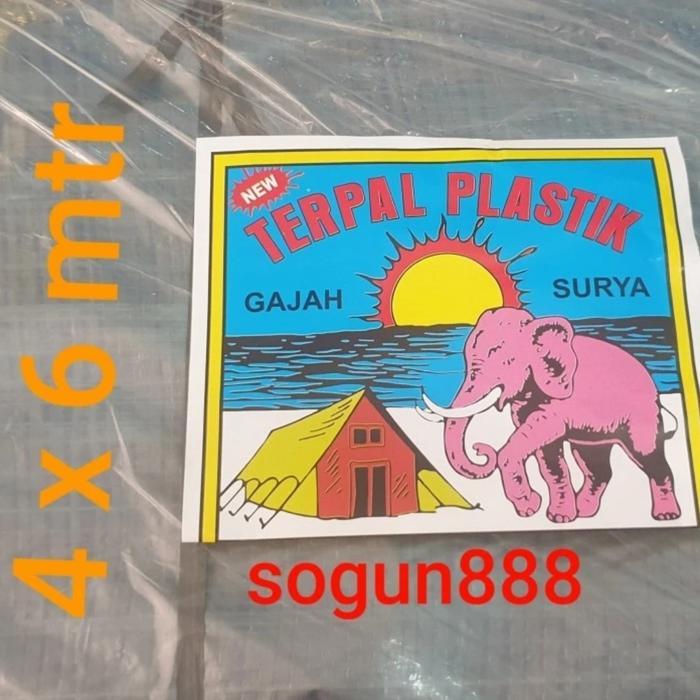 4 x 6 mtr
NEW
TERPAL PLASTIK
GAJAH SURYA
sogun888